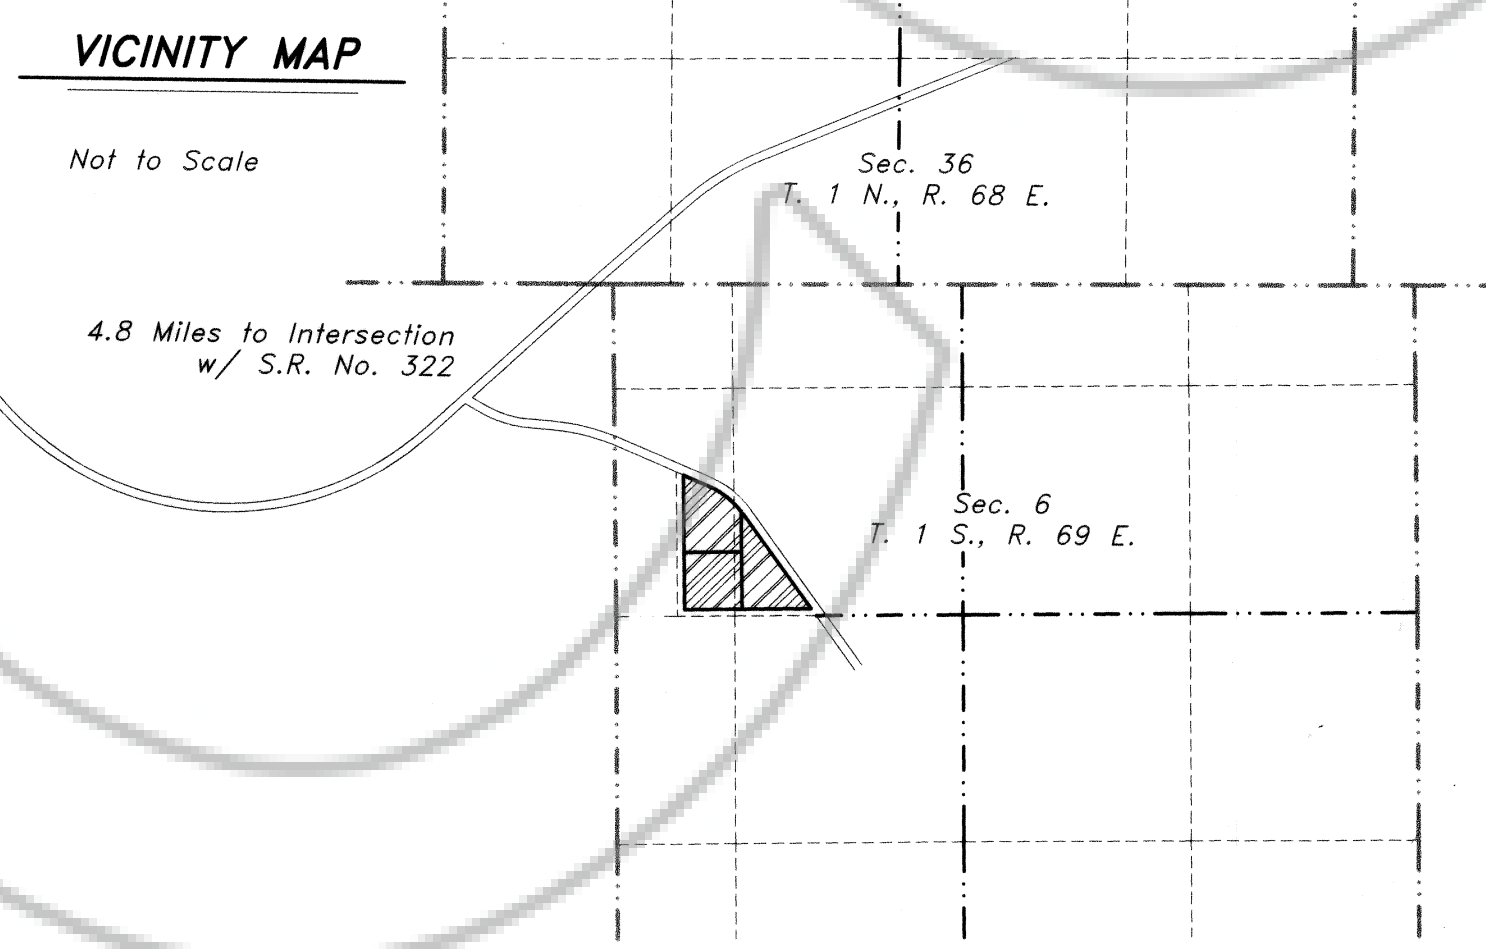 VICINITY MAP
Not to Scale
Sec. 36
T. 1 N., R. 68 E.
4.8 Miles to Intersection
w/ S.R. No. 322
Sec. 6
T. 1 S., R. 69 E.